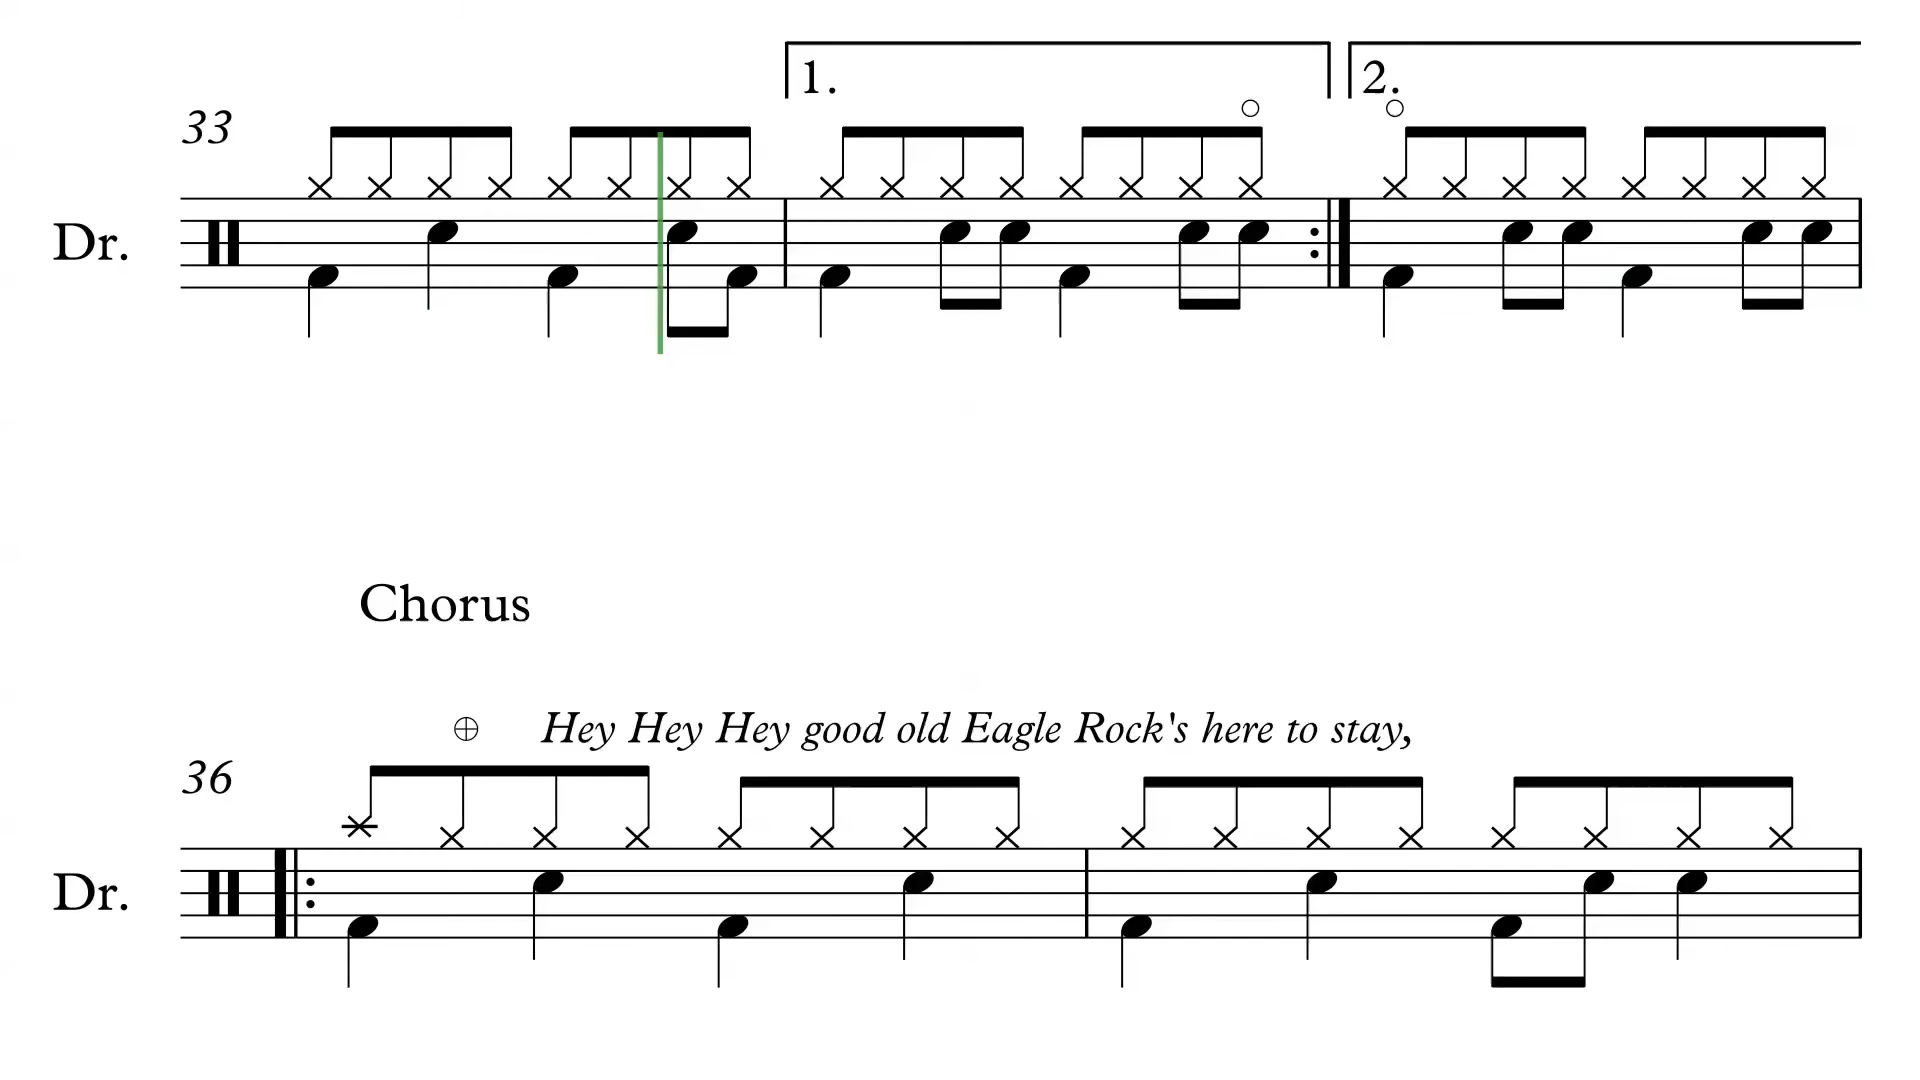 1. 2.
33
Dr.
Chorus
Hey Hey Hey good old Eagle Rock's here to stay,
36
Dr.